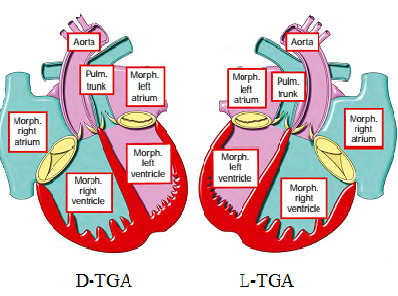 Aorta
Pulm.
trunk
Morph.
left
atrium
Morph.
right
atrium
Morph.
left
ventricle
Morph.
right
ventricle
D-TGA
Aorta
Morph.
left
atrium
Pulm.
trunk
Morph.
right
atrium
Morph.
left
ventricle
Morph.
right
ventricle
L-TGA